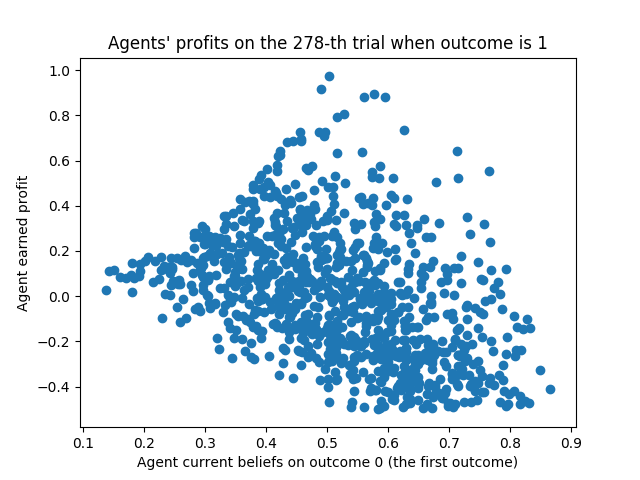 Agents' profits on the 278-th trial when outcome is 1
1.0
0.8
0.6
0.4
0.2
0.0
−0.2
−0.4
Agent earned profit
0.1 0.2 0.3 0.4 0.5 0.6 0.7 0.8 0.9
Agent current beliefs on outcome 0 (the first outcome)